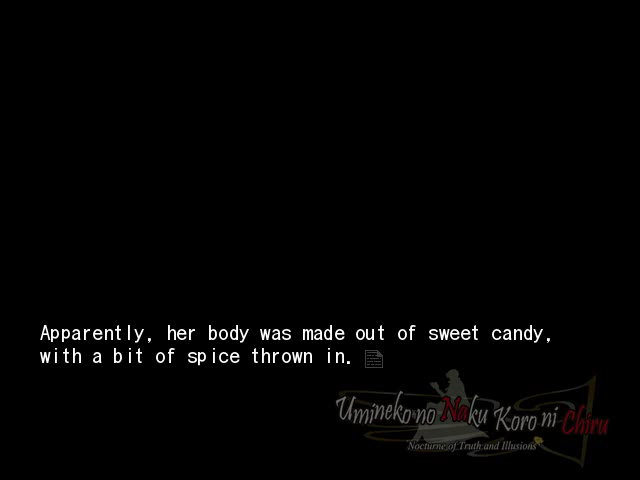 Apparently, her body was made out of sweet candy,
with a bit of spice thrown in.
Umineko no Naku Koro ni Chiru
Nocturne of Truth and Illusions